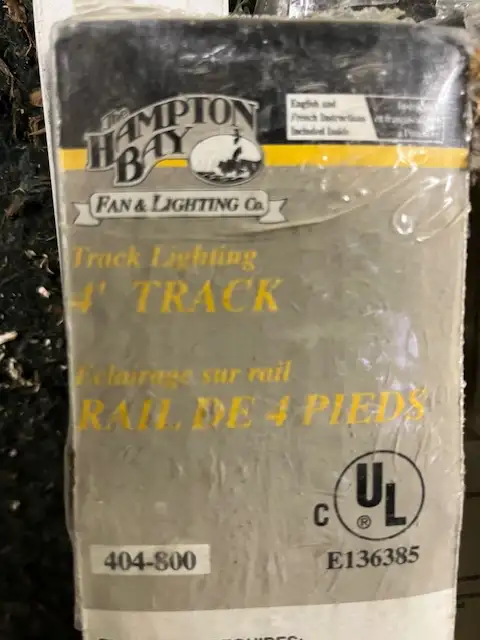 English and
French Instructions
Included Inside
The
HAMPTON
BAY
FAN & LIGHTING Co.
Track Lighting
4' TRACK
Eclairage sur rail
RAIL DE 4 PIEDS
C UL ®
404-800
E136385